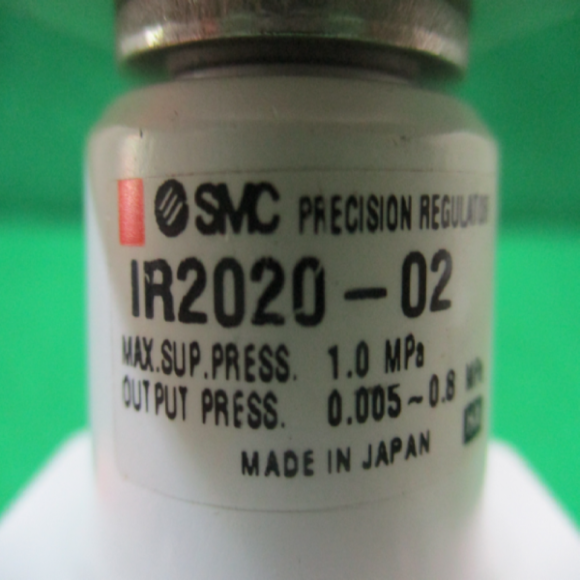 SMC PRECISION REGULATOR
IR2020-02
MAX.SUP.PRESS. 1.0 MPa
OUTPUT PRESS. 0.005~0.8 MPa
MADE IN JAPAN